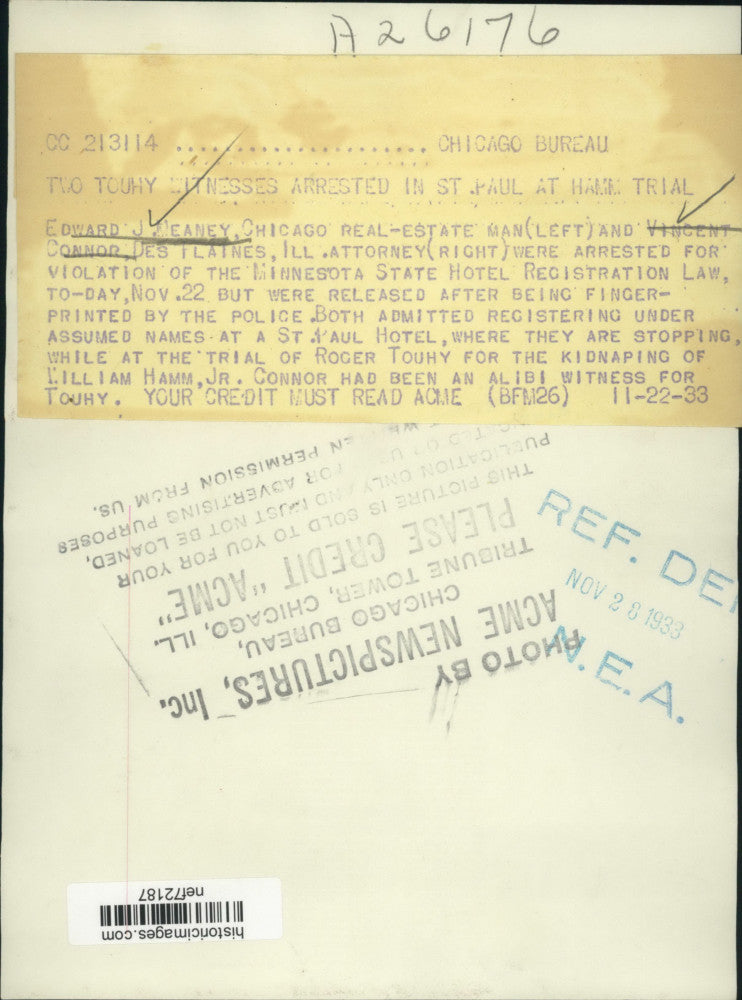 A26176
CC 213114 ........................ CHICAGO BUREAU
TWO TOUHY WITNESSES ARRESTED IN ST.PAUL AT HAMM TRIAL
EDWARD J. MEANEY, CHICAGO REAL-ESTATE MAN(LEFT)AND VINCENT
CONNOR DES PLAINES, ILL.ATTORNEY(RIGHT)WERE ARRESTED FOR
VIOLATION OF THE MINNESOTA STATE HOTEL REGISTRATION LAW,
TO-DAY,NOV.22 BUT WERE RELEASED AFTER BEING FINGER-
PRINTED BY THE POLICE.BOTH ADMITTED REGISTERING UNDER
ASSUMED NAMES AT A ST.PAUL HOTEL,WHERE THEY ARE STOPPING,
WHILE AT THE TRIAL OF ROGER TOUHY FOR THE KIDNAPING OF
WILLIAM HAMM,JR. CONNOR HAD BEEN AN ALIBI WITNESS FOR
TOUHY. YOUR CREDIT MUST READ ACME (BFM26) 11-22-33
PHOTO BY
ACME NEWSPICTURES, Inc.
CHICAGO BUREAU,
TRIBUNE TOWER, CHICAGO, ILL.
PLEASE CREDIT "ACME"
THIS PICTURE IS SOLD TO YOU FOR YOUR
PUBLICATION ONLY AND MUST NOT BE LOANED,
FOR ADVERTISING PURPOSES
PERMISSION FROM US.
REF. DE
NOV 28 1933
N.E.A.
historicimages.com
nef72187